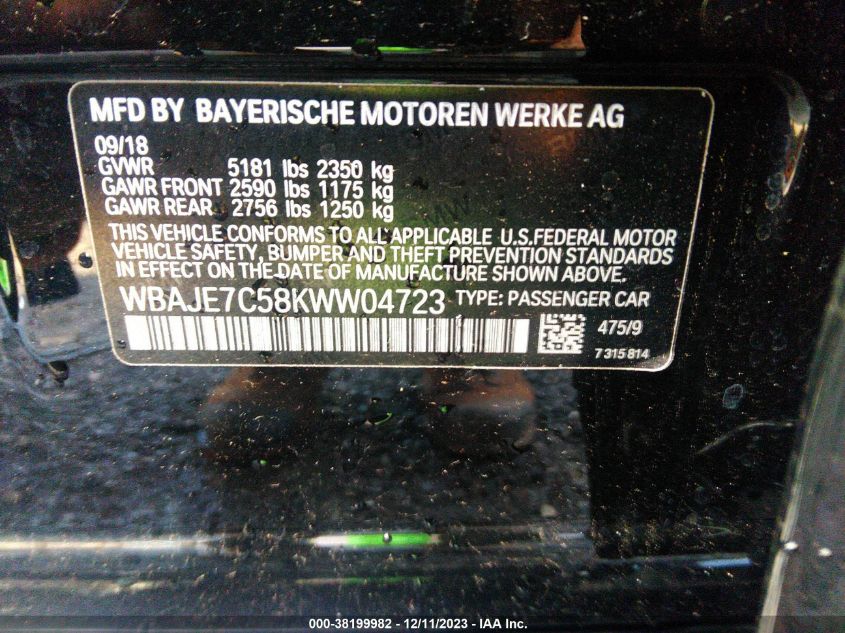 MFD BY BAYERISCHE MOTOREN WERKE AG
09/18
GVWR 5181 lbs 2350 kg
GAWR FRONT 2590 lbs 1175 kg
GAWR REAR 2756 lbs 1250 kg
THIS VEHICLE CONFORMS TO ALL APPLICABLE U.S.FEDERAL MOTOR
VEHICLE SAFETY, BUMPER AND THEFT PREVENTION STANDARDS
IN EFFECT ON THE DATE OF MANUFACTURE SHOWN ABOVE.
WBAJE7C58KWW04723 TYPE: PASSENGER CAR
475/9
7 315 814
000-38199982 - 12/11/2023 - IAA Inc.